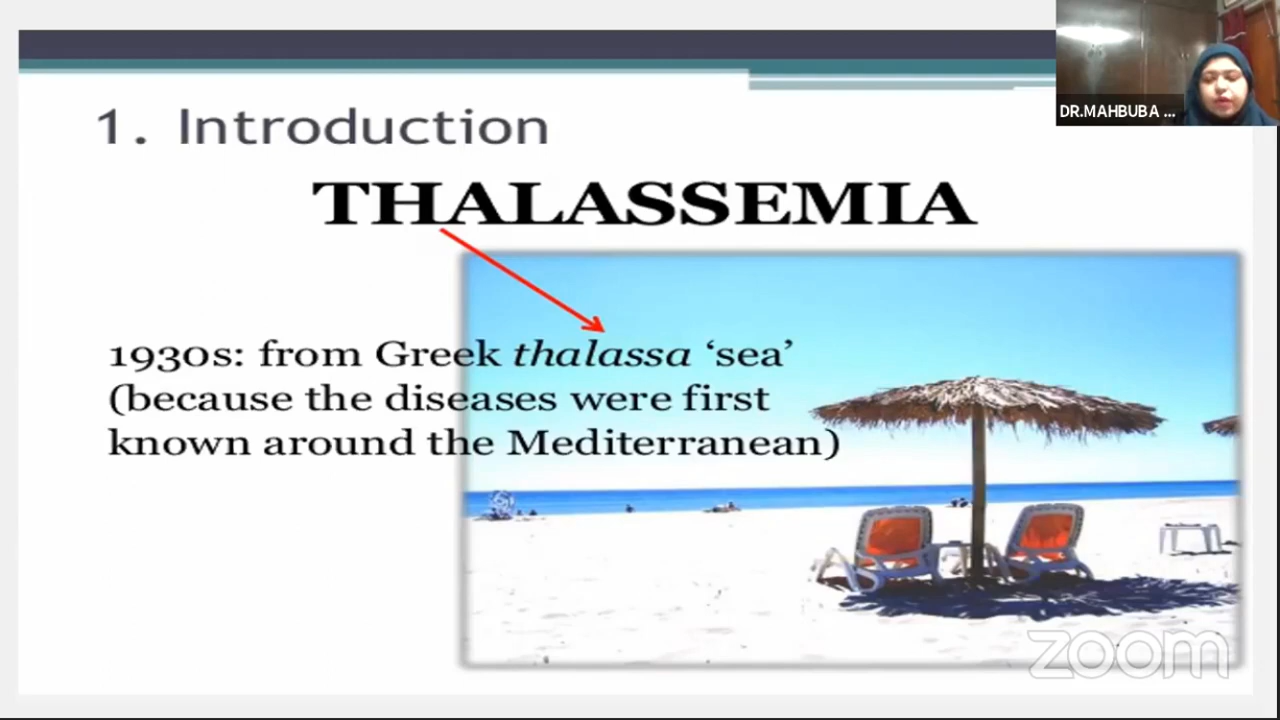 1. Introduction
THALASSEMIA
1930s: from Greek thalassa ‘sea’
(because the diseases were first
known around the Mediterranean)
DR.MAHBUBA ...
zoom